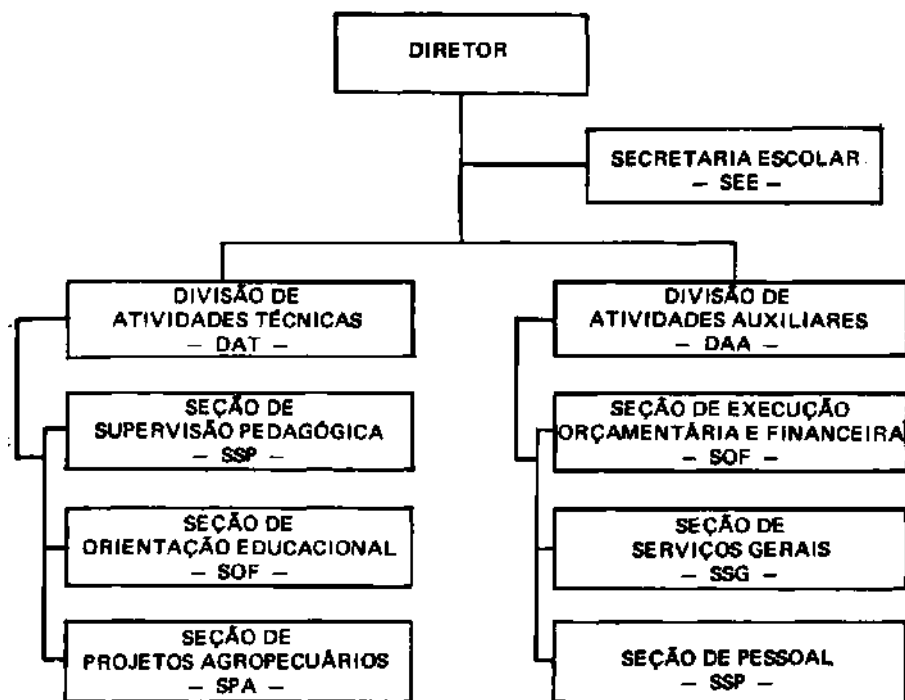 DIRETOR
SECRETARIA ESCOLAR
– SEE –
DIVISÃO DE
ATIVIDADES TÉCNICAS
– DAT –
SEÇÃO DE
SUPERVISÃO PEDAGÓGICA
– SSP –
SEÇÃO DE
ORIENTAÇÃO EDUCACIONAL
– SOF –
SEÇÃO DE
PROJETOS AGROPECUÁRIOS
– SPA –
DIVISÃO DE
ATIVIDADES AUXILIARES
– DAA –
SEÇÃO DE EXECUÇÃO
ORÇAMENTÁRIA E FINANCEIRA
– SOF –
SEÇÃO DE
SERVIÇOS GERAIS
– SSG –
SEÇÃO DE PESSOAL
– SSP –